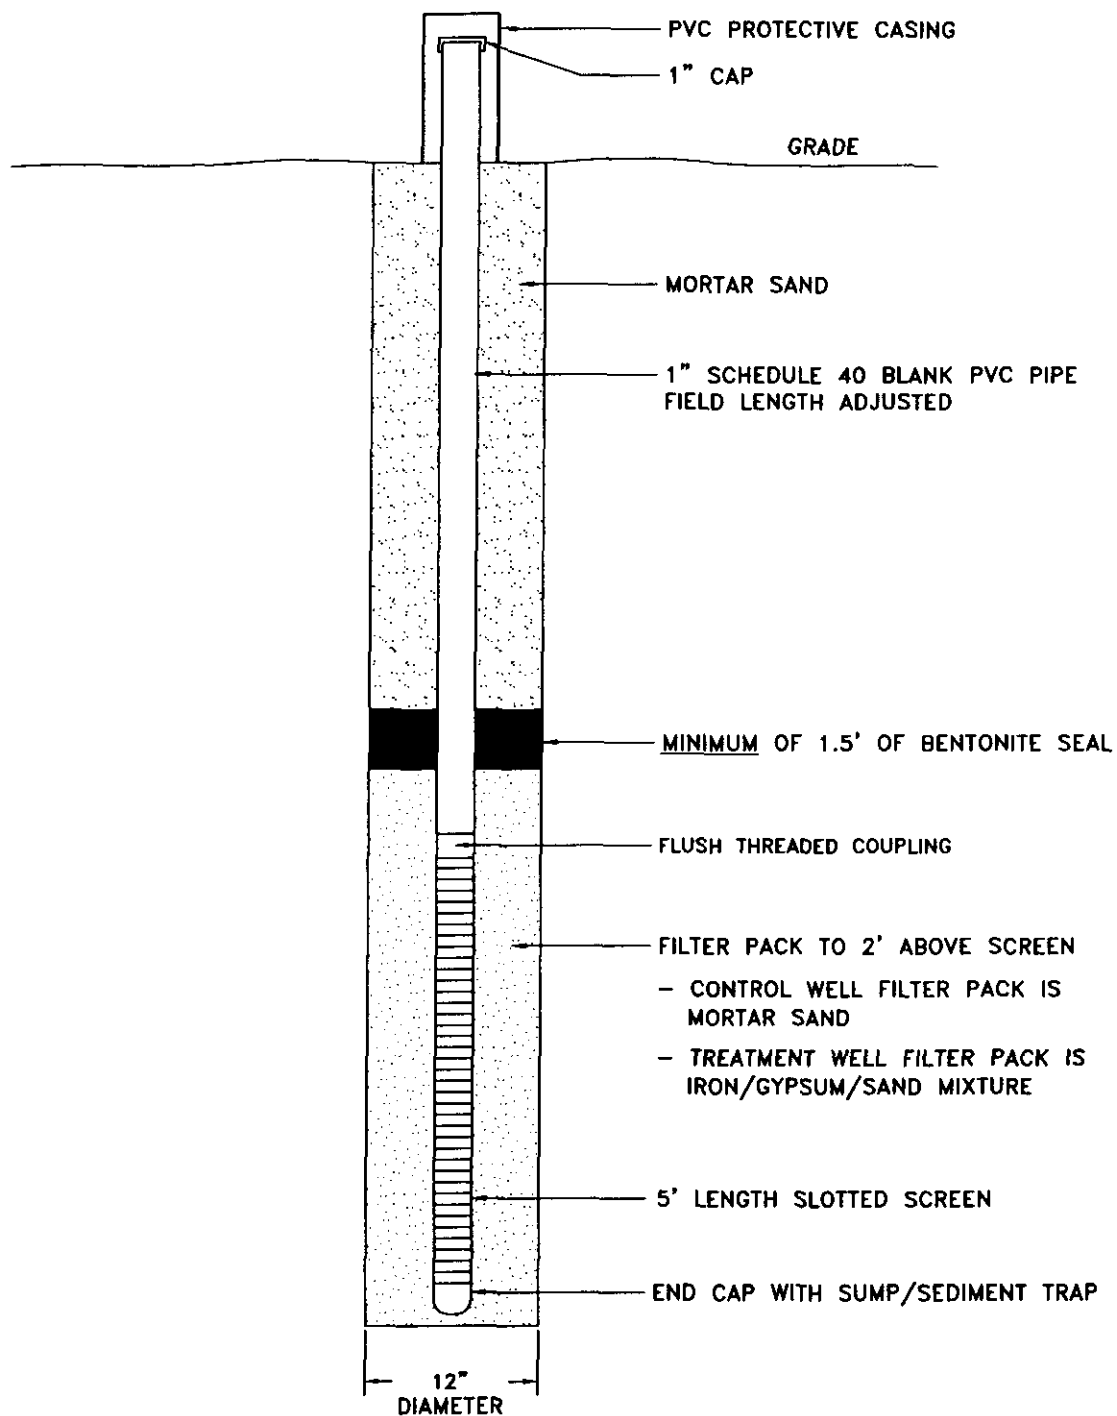 PVC PROTECTIVE CASING
1" CAP
GRADE
MORTAR SAND
1" SCHEDULE 40 BLANK PVC PIPE
FIELD LENGTH ADJUSTED
MINIMUM OF 1.5' OF BENTONITE SEAL
FLUSH THREADED COUPLING
FILTER PACK TO 2' ABOVE SCREEN
- CONTROL WELL FILTER PACK IS
MORTAR SAND
- TREATMENT WELL FILTER PACK IS
IRON/GYPSUM/SAND MIXTURE
5' LENGTH SLOTTED SCREEN
END CAP WITH SUMP/SEDIMENT TRAP
12"
DIAMETER